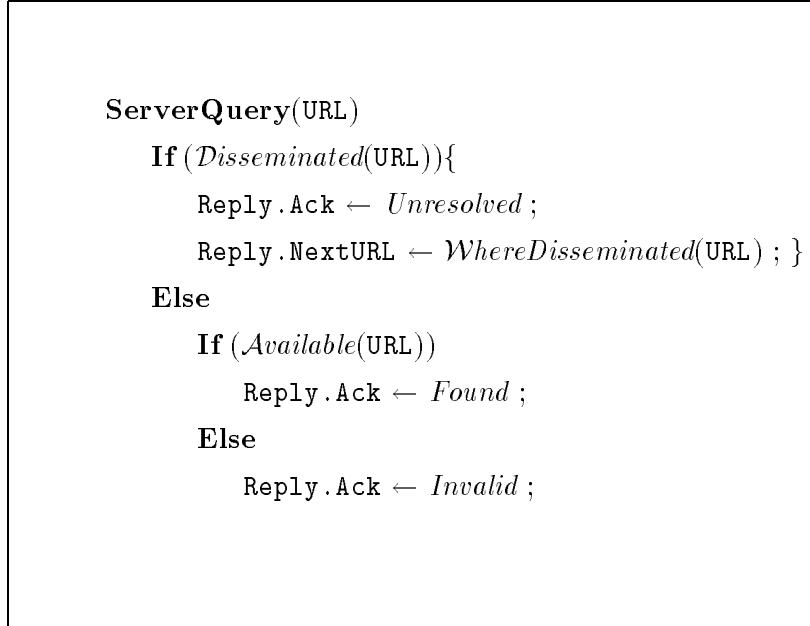 ServerQuery(URL)
If (Disseminated(URL)){
Reply.Ack ← Unresolved ;
Reply.NextURL ← WhereDisseminated(URL) ; }
Else
If (Available(URL))
Reply.Ack ← Found ;
Else
Reply.Ack ← Invalid ;